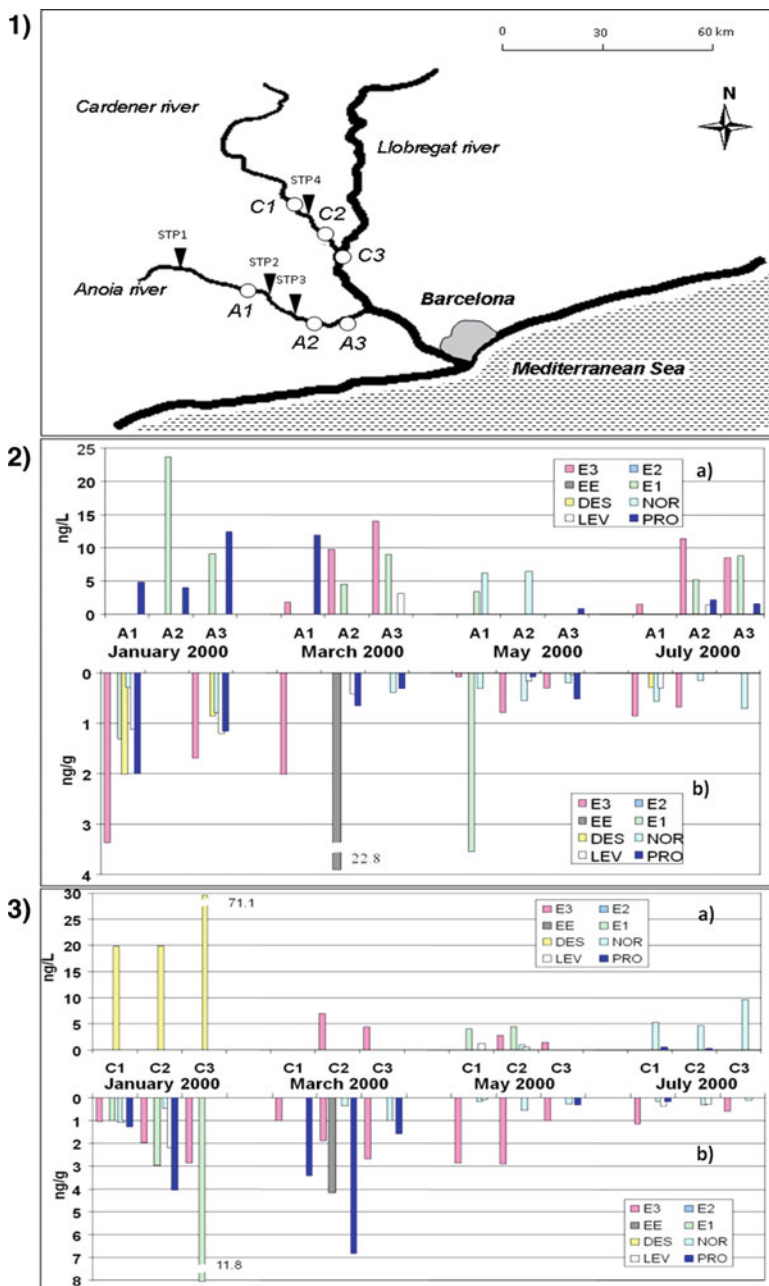 1)
0 30 60 km
Cardener river
N
Llobregat river
STP4
C1
C2
STP1
C3
STP2
Anoia river
STP3
A1
Barcelona
A2 A3
Mediterranean Sea
2)
25
20
15
10
5
0
ng/L
a)
E3 E2
EE E1
DES NOR
LEV PRO
A1 A2 A3 A1 A2 A3 A1 A2 A3 A1 A2 A3
January 2000 March 2000 May 2000 July 2000
0
1
2
3
4
ng/g
b)
22.8
E3 E2
EE E1
DES NOR
LEV PRO
3)
30
25
20
15
10
5
0
ng/L
71.1
a)
E3 E2
EE E1
DES NOR
LEV PRO
C1 C2 C3 C1 C2 C3 C1 C2 C3 C1 C2 C3
January 2000 March 2000 May 2000 July 2000
0
1
2
3
4
5
6
7
8
ng/g
b)
11.8
E3 E2
EE E1
DES NOR
LEV PRO